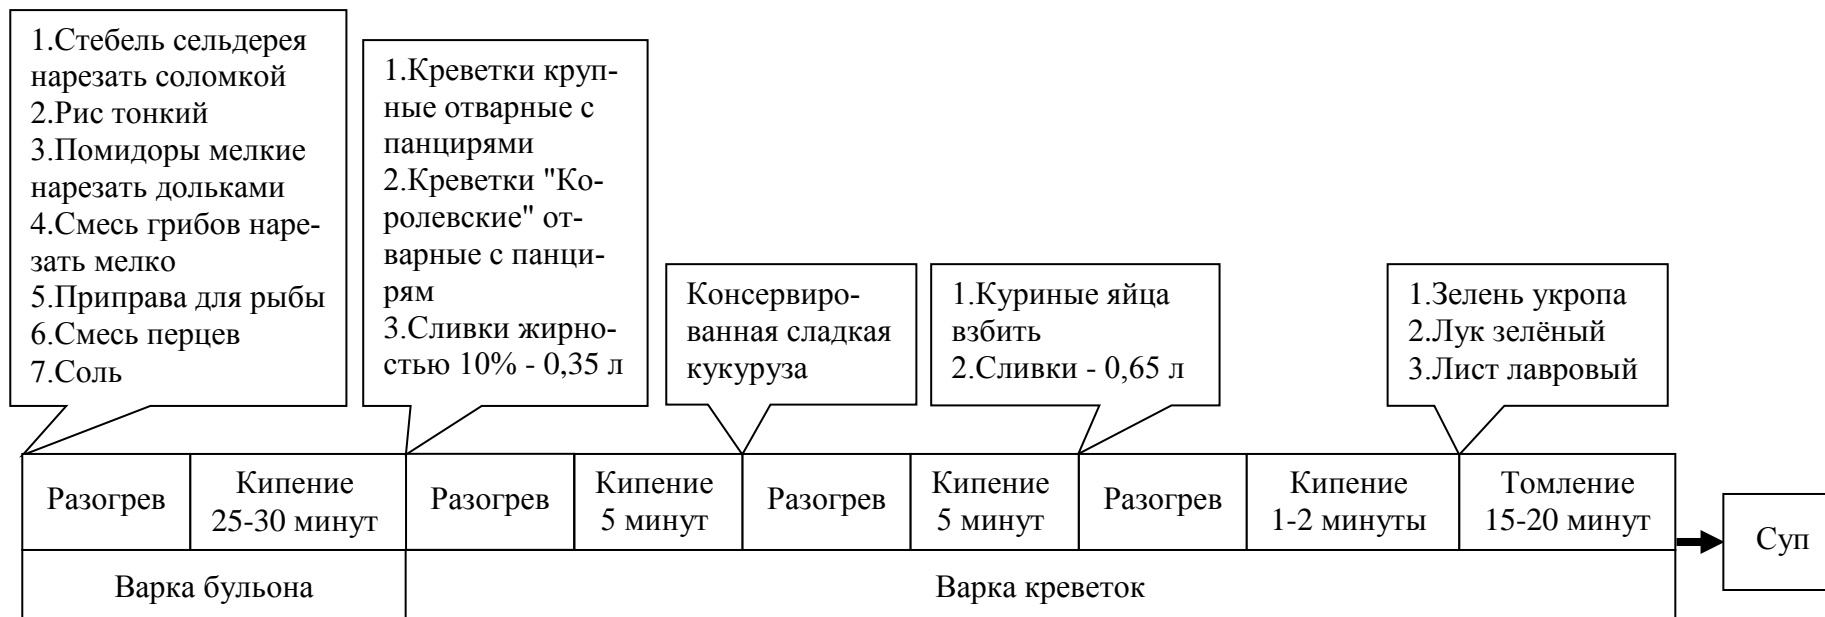 1.Стебель сельдерея
нарезать соломкой
2.Рис тонкий
3.Помидоры мелкие
нарезать дольками
4.Смесь грибов наре-
зать мелко
5.Приправа для рыбы
6.Смесь перцев
7.Соль
1.Креветки круп-
ные отварные с
панцирями
2.Креветки "Ко-
ролевские" от-
варные с панци-
рям
3.Сливки жирно-
стью 10% - 0,35 л
Консервиро-
ванная сладкая
кукуруза
1.Куриные яйца
взбить
2.Сливки - 0,65 л
1.Зелень укропа
2.Лук зелёный
3.Лист лавровый
Разогрев
Кипение
25-30 минут
Разогрев
Кипение
5 минут
Разогрев
Кипение
5 минут
Разогрев
Кипение
1-2 минуты
Томление
15-20 минут
Суп
Варка бульона
Варка креветок